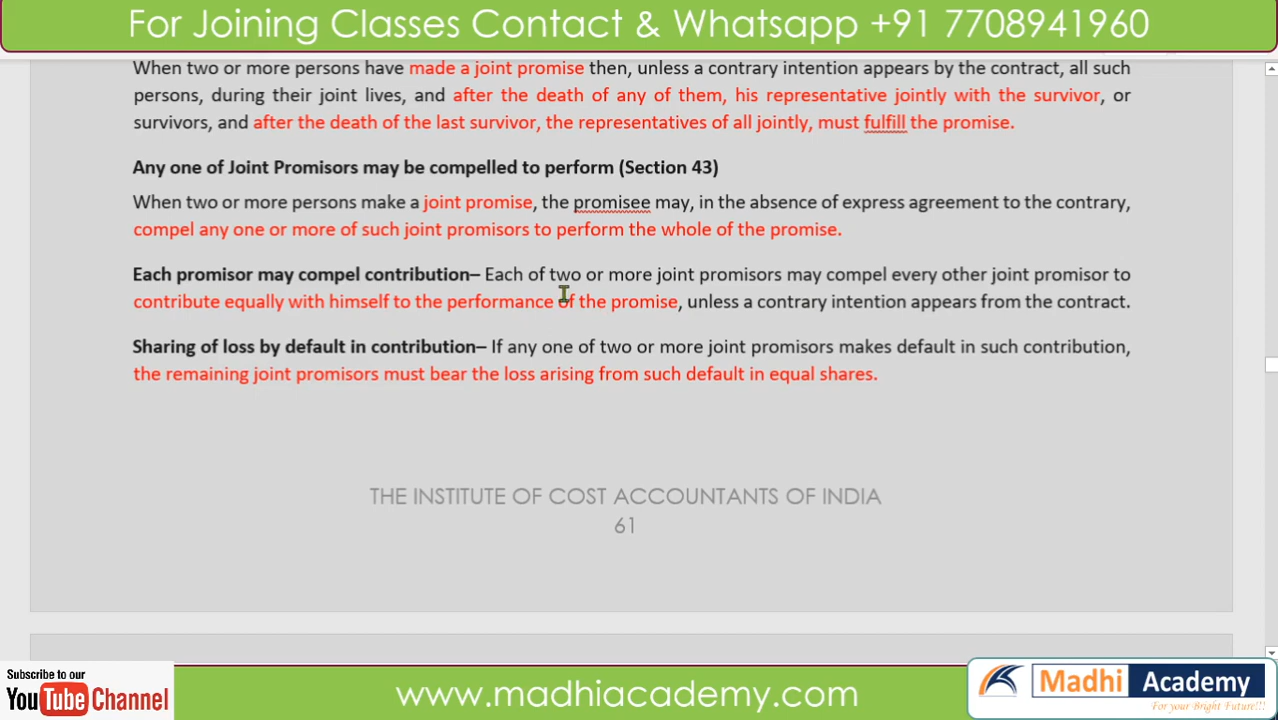 For Joining Classes Contact & Whatsapp +91 7708941960
When two or more persons have made a joint promise then, unless a contrary intention appears by the contract, all such
persons, during their joint lives, and after the death of any of them, his representative jointly with the survivor, or
survivors, and after the death of the last survivor, the representatives of all jointly, must fulfill the promise.
Any one of Joint Promisors may be compelled to perform (Section 43)
When two or more persons make a joint promise, the promisee may, in the absence of express agreement to the contrary,
compel any one or more of such joint promisors to perform the whole of the promise.
Each promisor may compel contribution– Each of two or more joint promisors may compel every other joint promisor to
contribute equally with himself to the performance of the promise, unless a contrary intention appears from the contract.
Sharing of loss by default in contribution– If any one of two or more joint promisors makes default in such contribution,
the remaining joint promisors must bear the loss arising from such default in equal shares.
THE INSTITUTE OF COST ACCOUNTANTS OF INDIA
61
Subscribe to our
YouTube Channel
www.madhiacademy.com
Madhi Academy
For your Bright Future!!!